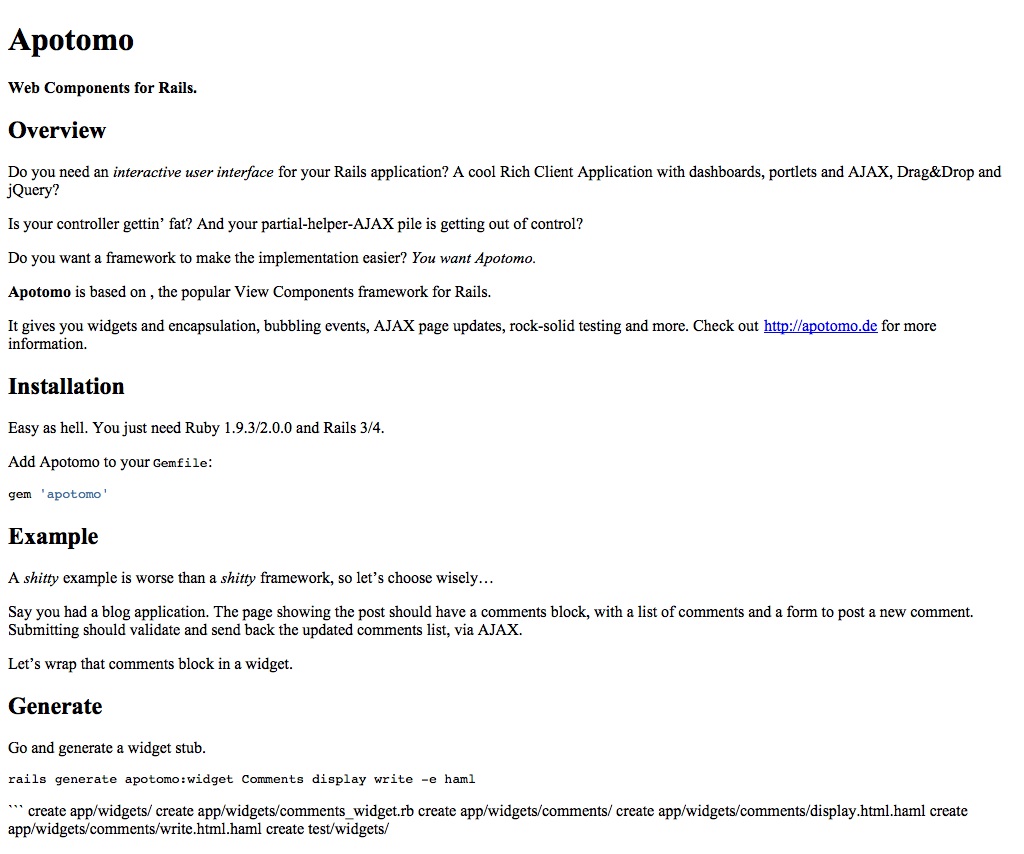 Apotomo
Web Components for Rails.
Overview
Do you need an interactive user interface for your Rails application? A cool Rich Client Application with dashboards, portlets and AJAX, Drag&Drop and
jQuery?
Is your controller gettin’ fat? And your partial-helper-AJAX pile is getting out of control?
Do you want a framework to make the implementation easier? You want Apotomo.
Apotomo is based on , the popular View Components framework for Rails.
It gives you widgets and encapsulation, bubbling events, AJAX page updates, rock-solid testing and more. Check out http://apotomo.de for more
information.
Installation
Easy as hell. You just need Ruby 1.9.3/2.0.0 and Rails 3/4.
Add Apotomo to your Gemfile:
gem 'apotomo'
Example
A shitty example is worse than a shitty framework, so let’s choose wisely…
Say you had a blog application. The page showing the post should have a comments block, with a list of comments and a form to post a new comment.
Submitting should validate and send back the updated comments list, via AJAX.
Let’s wrap that comments block in a widget.
Generate
Go and generate a widget stub.
rails generate apotomo:widget Comments display write -e haml
``` create app/widgets/ create app/widgets/comments_widget.rb create app/widgets/comments/ create app/widgets/comments/display.html.haml create
app/widgets/comments/write.html.haml create test/widgets/